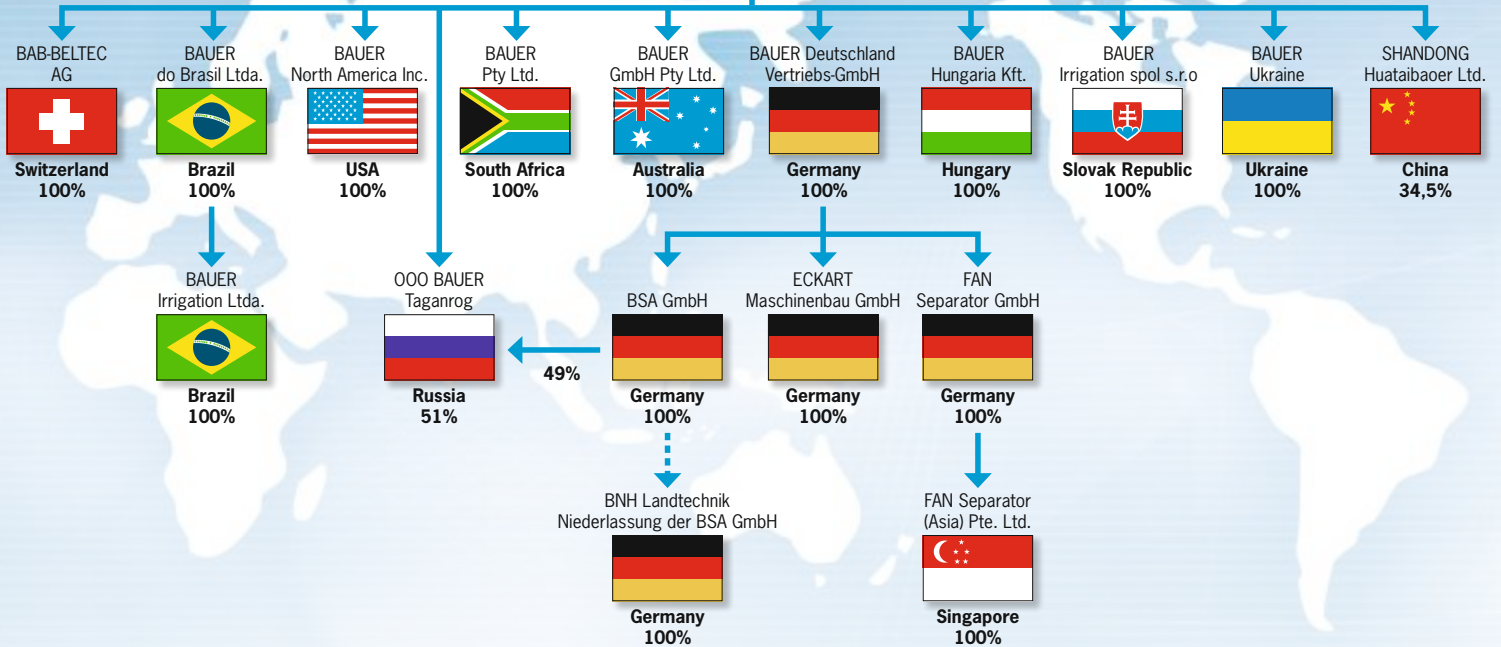 BAB-BELTEC
AG
Switzerland
100%
BAUER
do Brasil Ltda.
Brazil
100%
BAUER
North America Inc.
USA
100%
BAUER
Pty Ltd.
South Africa
100%
BAUER
GmbH Pty Ltd.
Australia
100%
BAUER Deutschland
Vertriebs-GmbH
Germany
100%
BAUER
Hungaria Kft.
Hungary
100%
BAUER
Irrigation spol s.r.o
Slovak Republic
100%
BAUER
Ukraine
Ukraine
100%
SHANDONG
Huataibaoer Ltd.
China
34,5%
BAUER
Irrigation Ltda.
Brazil
100%
OOO BAUER
Taganrog
Russia
51%
49%
BSA GmbH
Germany
100%
ECKART
Maschinenbau GmbH
Germany
100%
FAN
Separator GmbH
Germany
100%
BNH Landtechnik
Niederlassung der BSA GmbH
Germany
100%
FAN Separator
(Asia) Pte. Ltd.
Singapore
100%